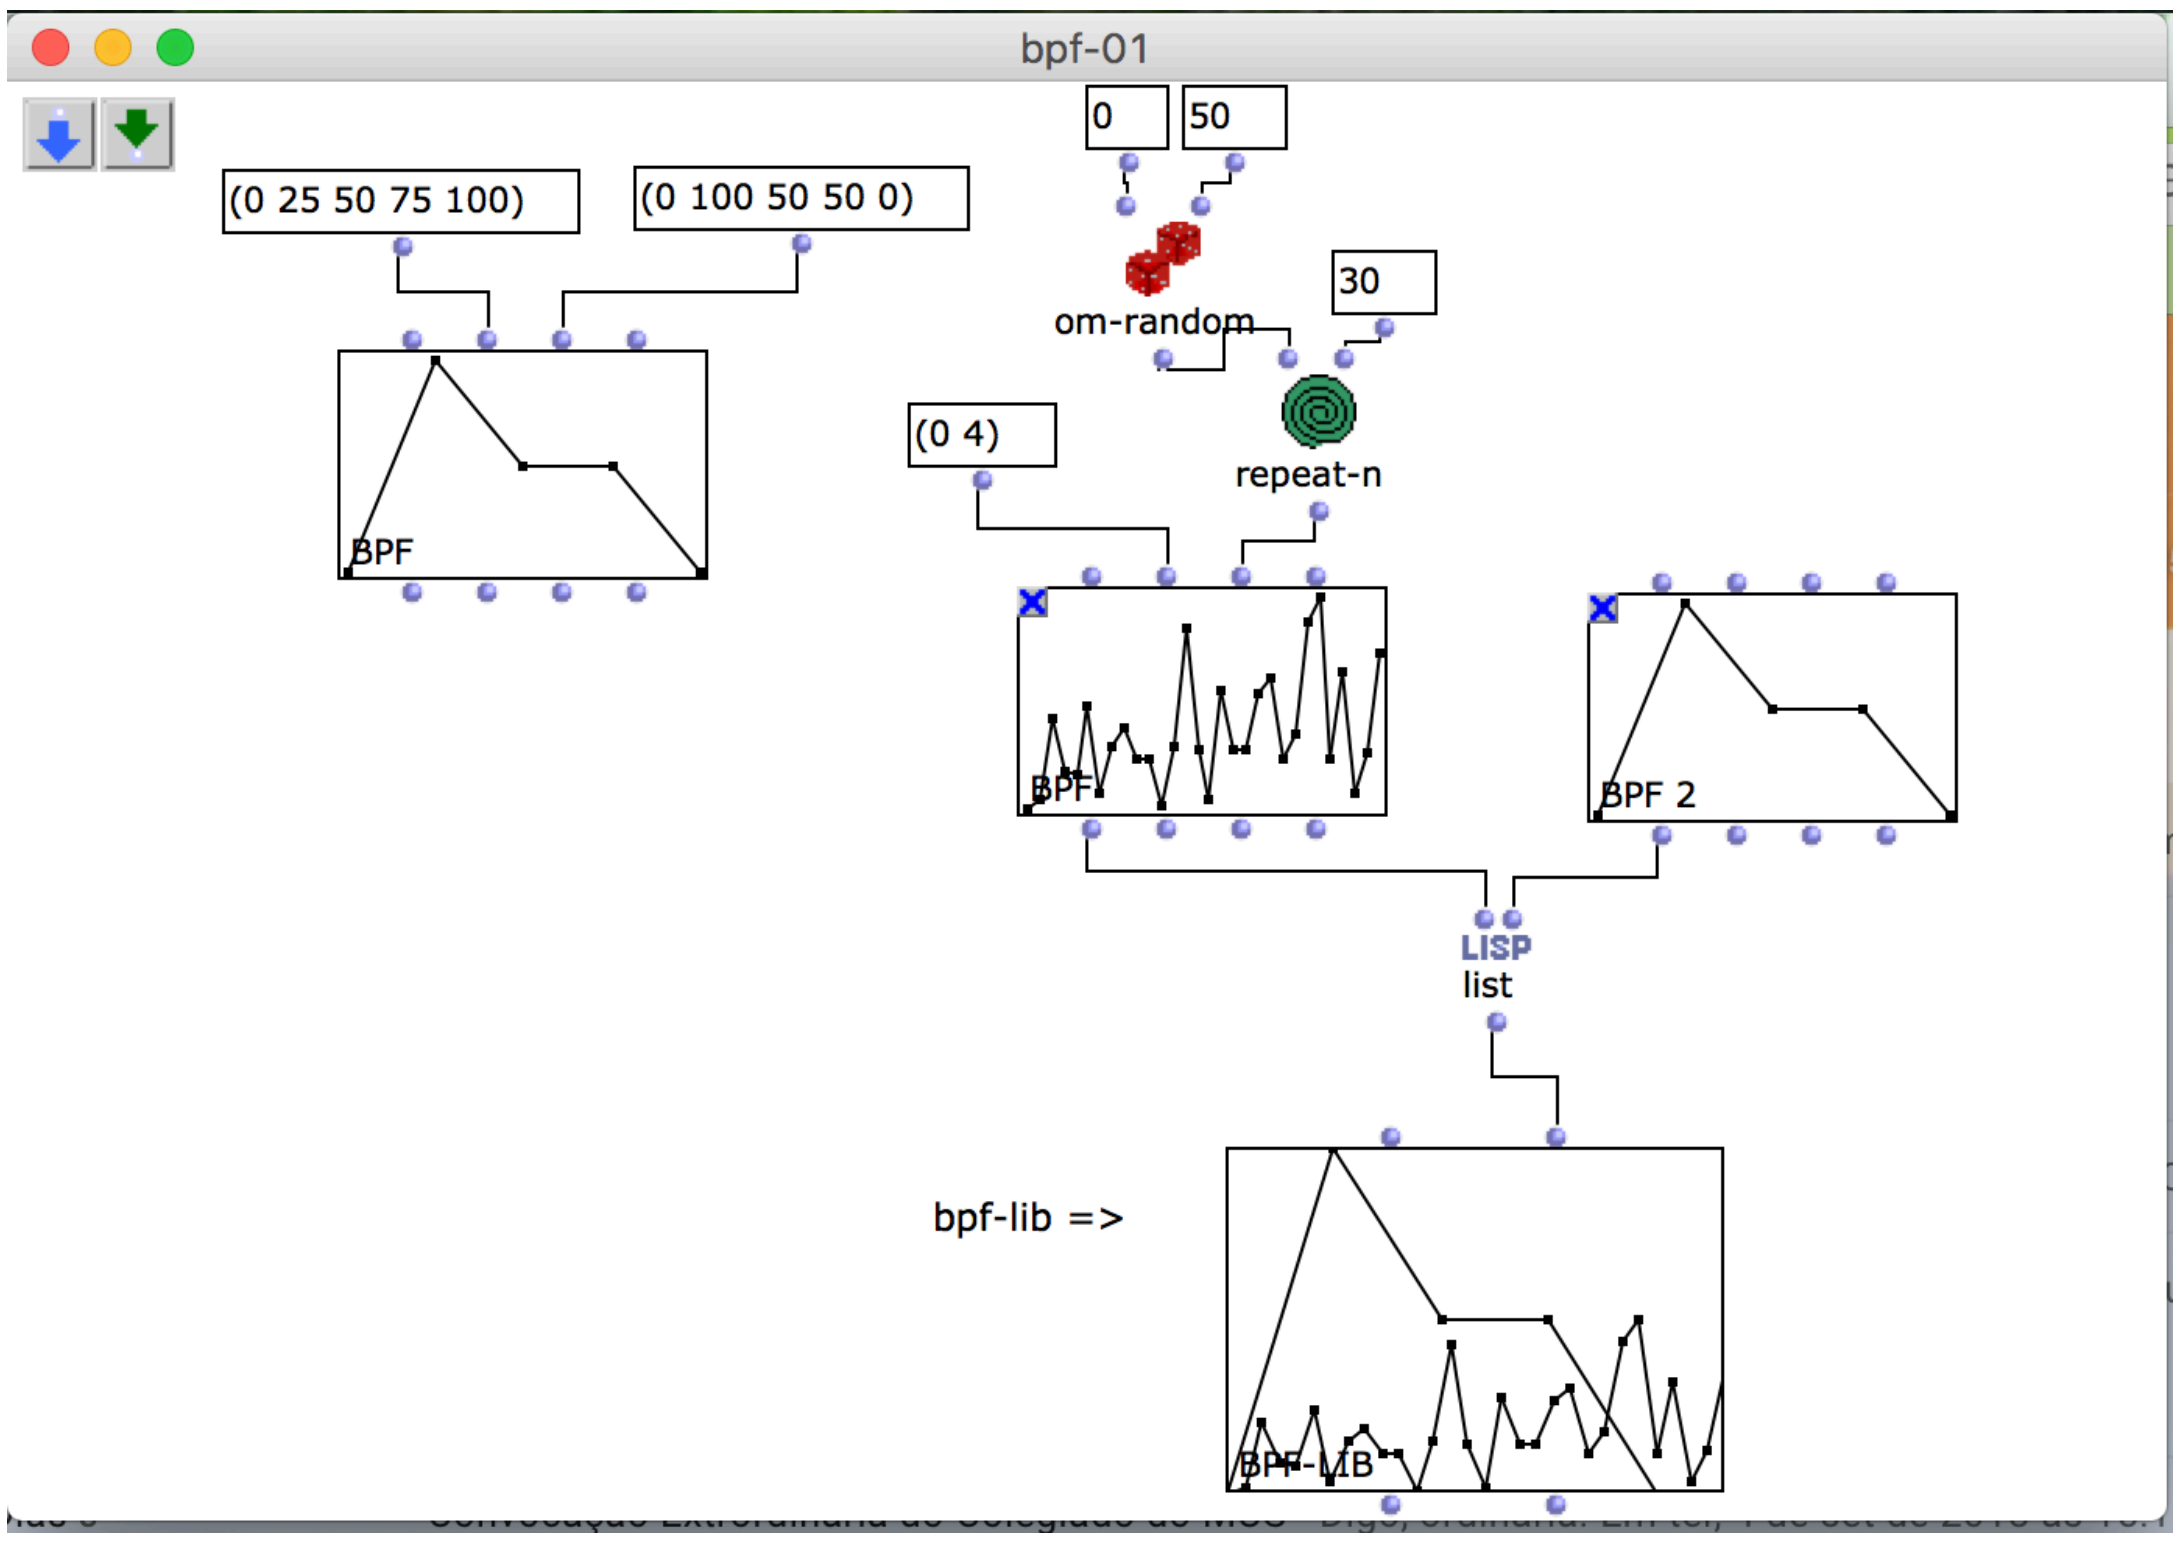 bpf-01
0
50
(0 25 50 75 100)
(0 100 50 50 0)
30
om-random
(0 4)
repeat-n
BPF
BPF
BPF 2
LISP
list
bpf-lib =>
BPF-LIB